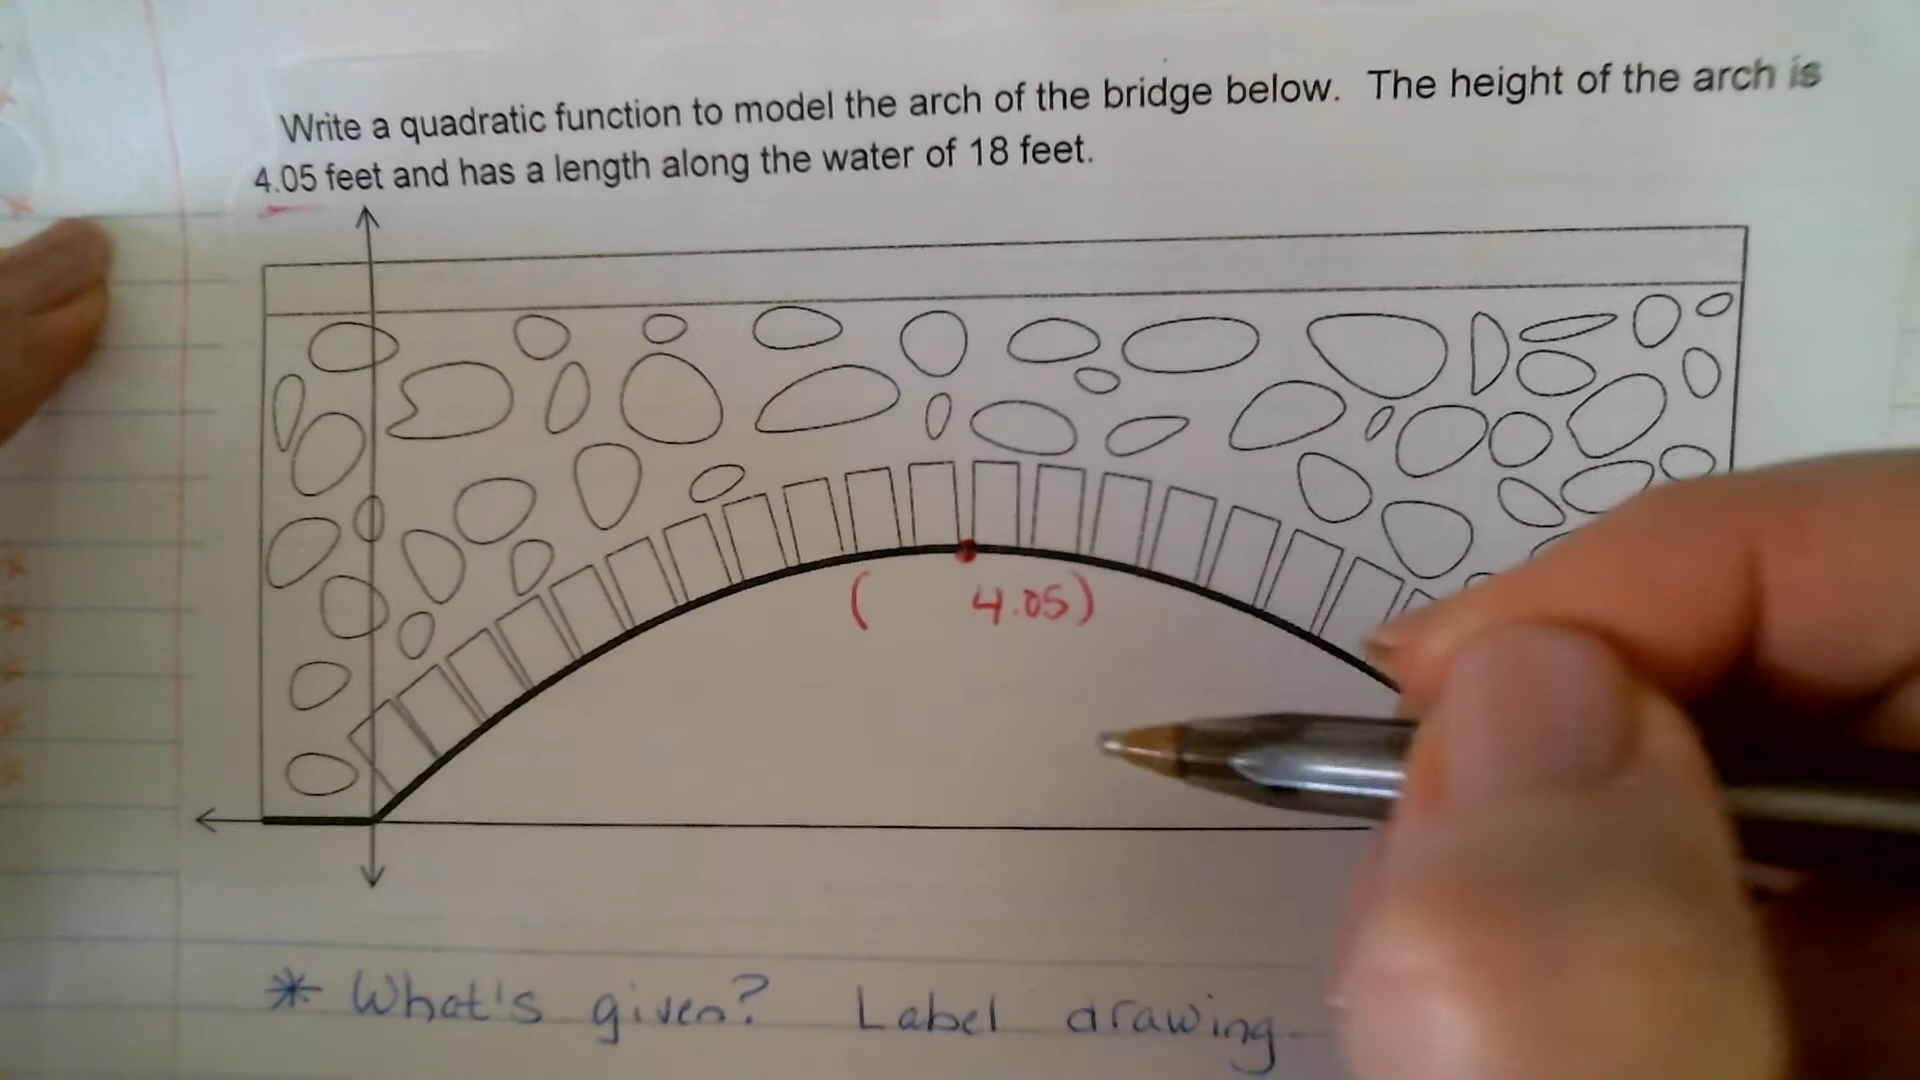 Write a quadratic function to model the arch of the bridge below. The height of the arch is
4.05 feet and has a length along the water of 18 feet.
( 4.05)
* What's given? Label drawing